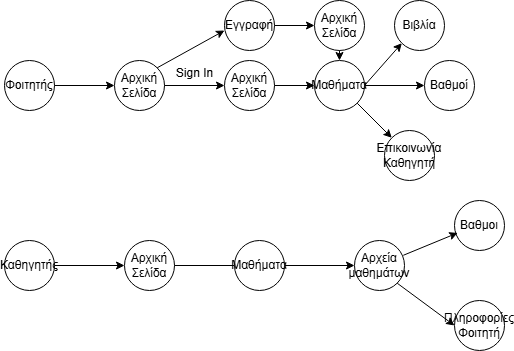 Εγγραφή
Αρχική
Σελίδα
Βιβλία
Φοιτητής
Αρχική
Σελίδα
Sign In
Αρχική
Σελίδα
Μαθήματα
Βαθμοί
Επικοινωνία
Καθηγητή
Καθηγητής
Αρχική
Σελίδα
Μαθήματα
Αρχεία
μαθημάτων
Βαθμοι
Πληροφορίες
Φοιτητή